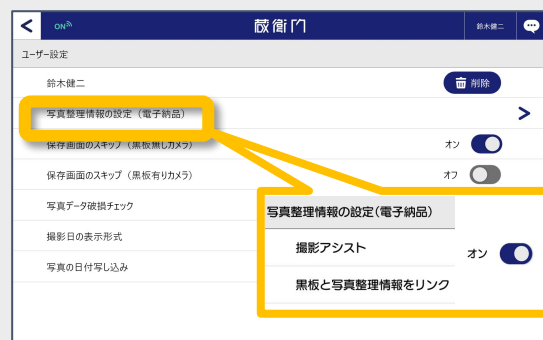 ON
蔵衛門
鈴木健二
ユーザー設定
鈴木健二
削除
写真整理情報の設定（電子納品）
保存画面のスキップ（黒板無しカメラ）
オン
保存画面のスキップ（黒板有りカメラ）
オフ
写真データ破損チェック
撮影日の表示形式
写真の日付写し込み
写真整理情報の設定（電子納品）
撮影アシスト
オン
黒板と写真整理情報をリンク